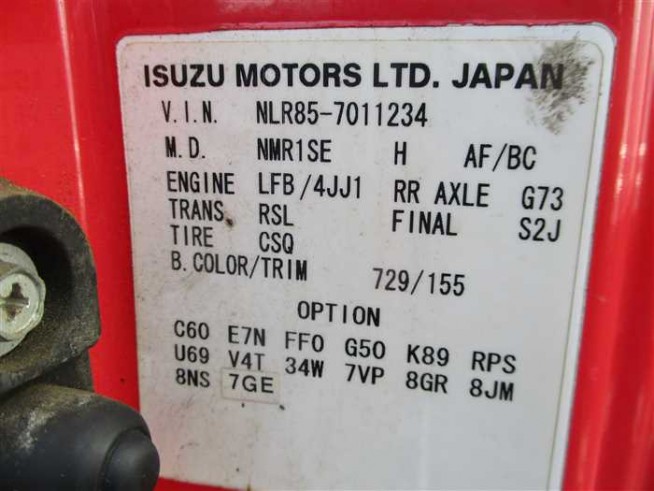 ISUZU MOTORS LTD. JAPAN
V.I.N. NLR85-7011234
M.D. NMR1SE H AF/BC
ENGINE LFB/4JJ1 RR AXLE G73
TRANS. RSL FINAL S2J
TIRE CSQ
B.COLOR/TRIM 729/155
OPTION
C60 E7N FF0 G50 K89 RPS
U69 V4T 34W 7VP 8GR 8JM
8NS 7GE